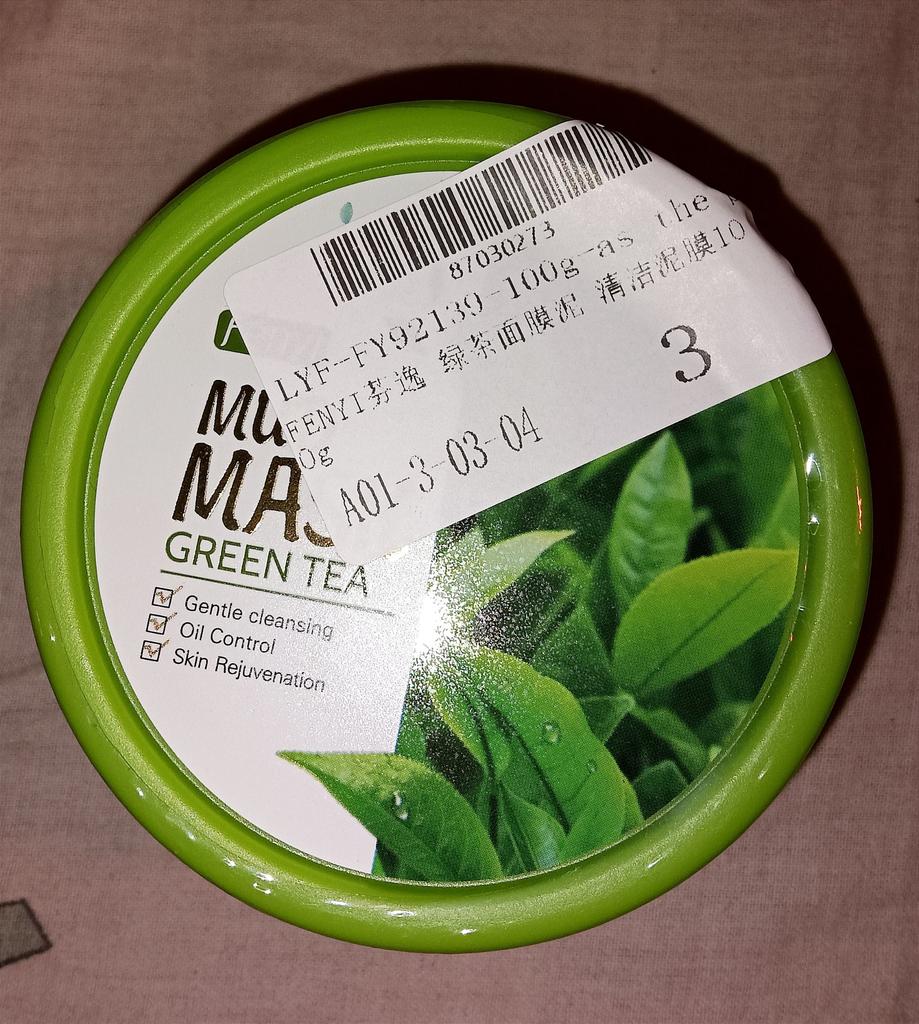 87030273
LYF-FY92139-100g-as the
FENYI芬逸 绿茶面膜泥 清洁泥膜10
0g
3
A01-3-03-04
GREEN TEA
Gentle cleansing
Oil Control
Skin Rejuvenation